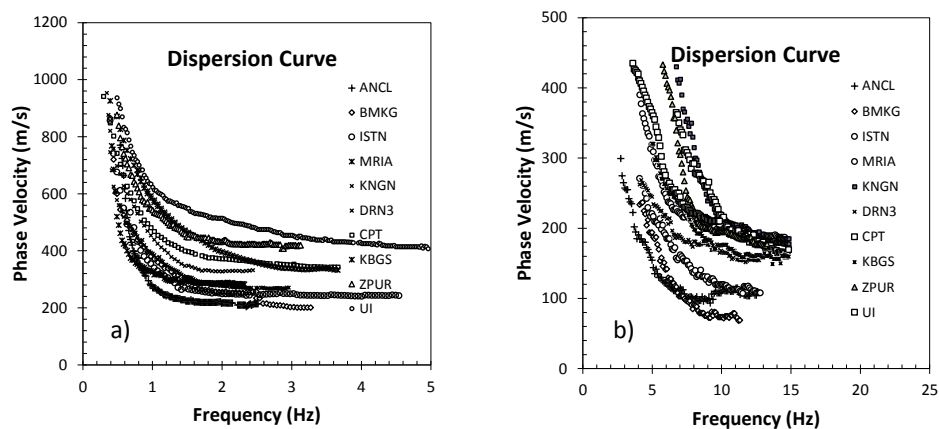 Dispersion Curve
Phase Velocity (m/s)
1200
1000
800
600
400
200
0
0 1 2 3 4 5
Frequency (Hz)
ANCL
BMKG
ISTN
MRIA
KNGN
DRN3
CPT
KBGS
ZPUR
UI
a)
Dispersion Curve
Phase Velocity (m/s)
500
400
300
200
100
0
0 5 10 15 20 25
Frequency (Hz)
ANCL
BMKG
ISTN
MRIA
KNGN
DRN3
CPT
KBGS
ZPUR
UI
b)